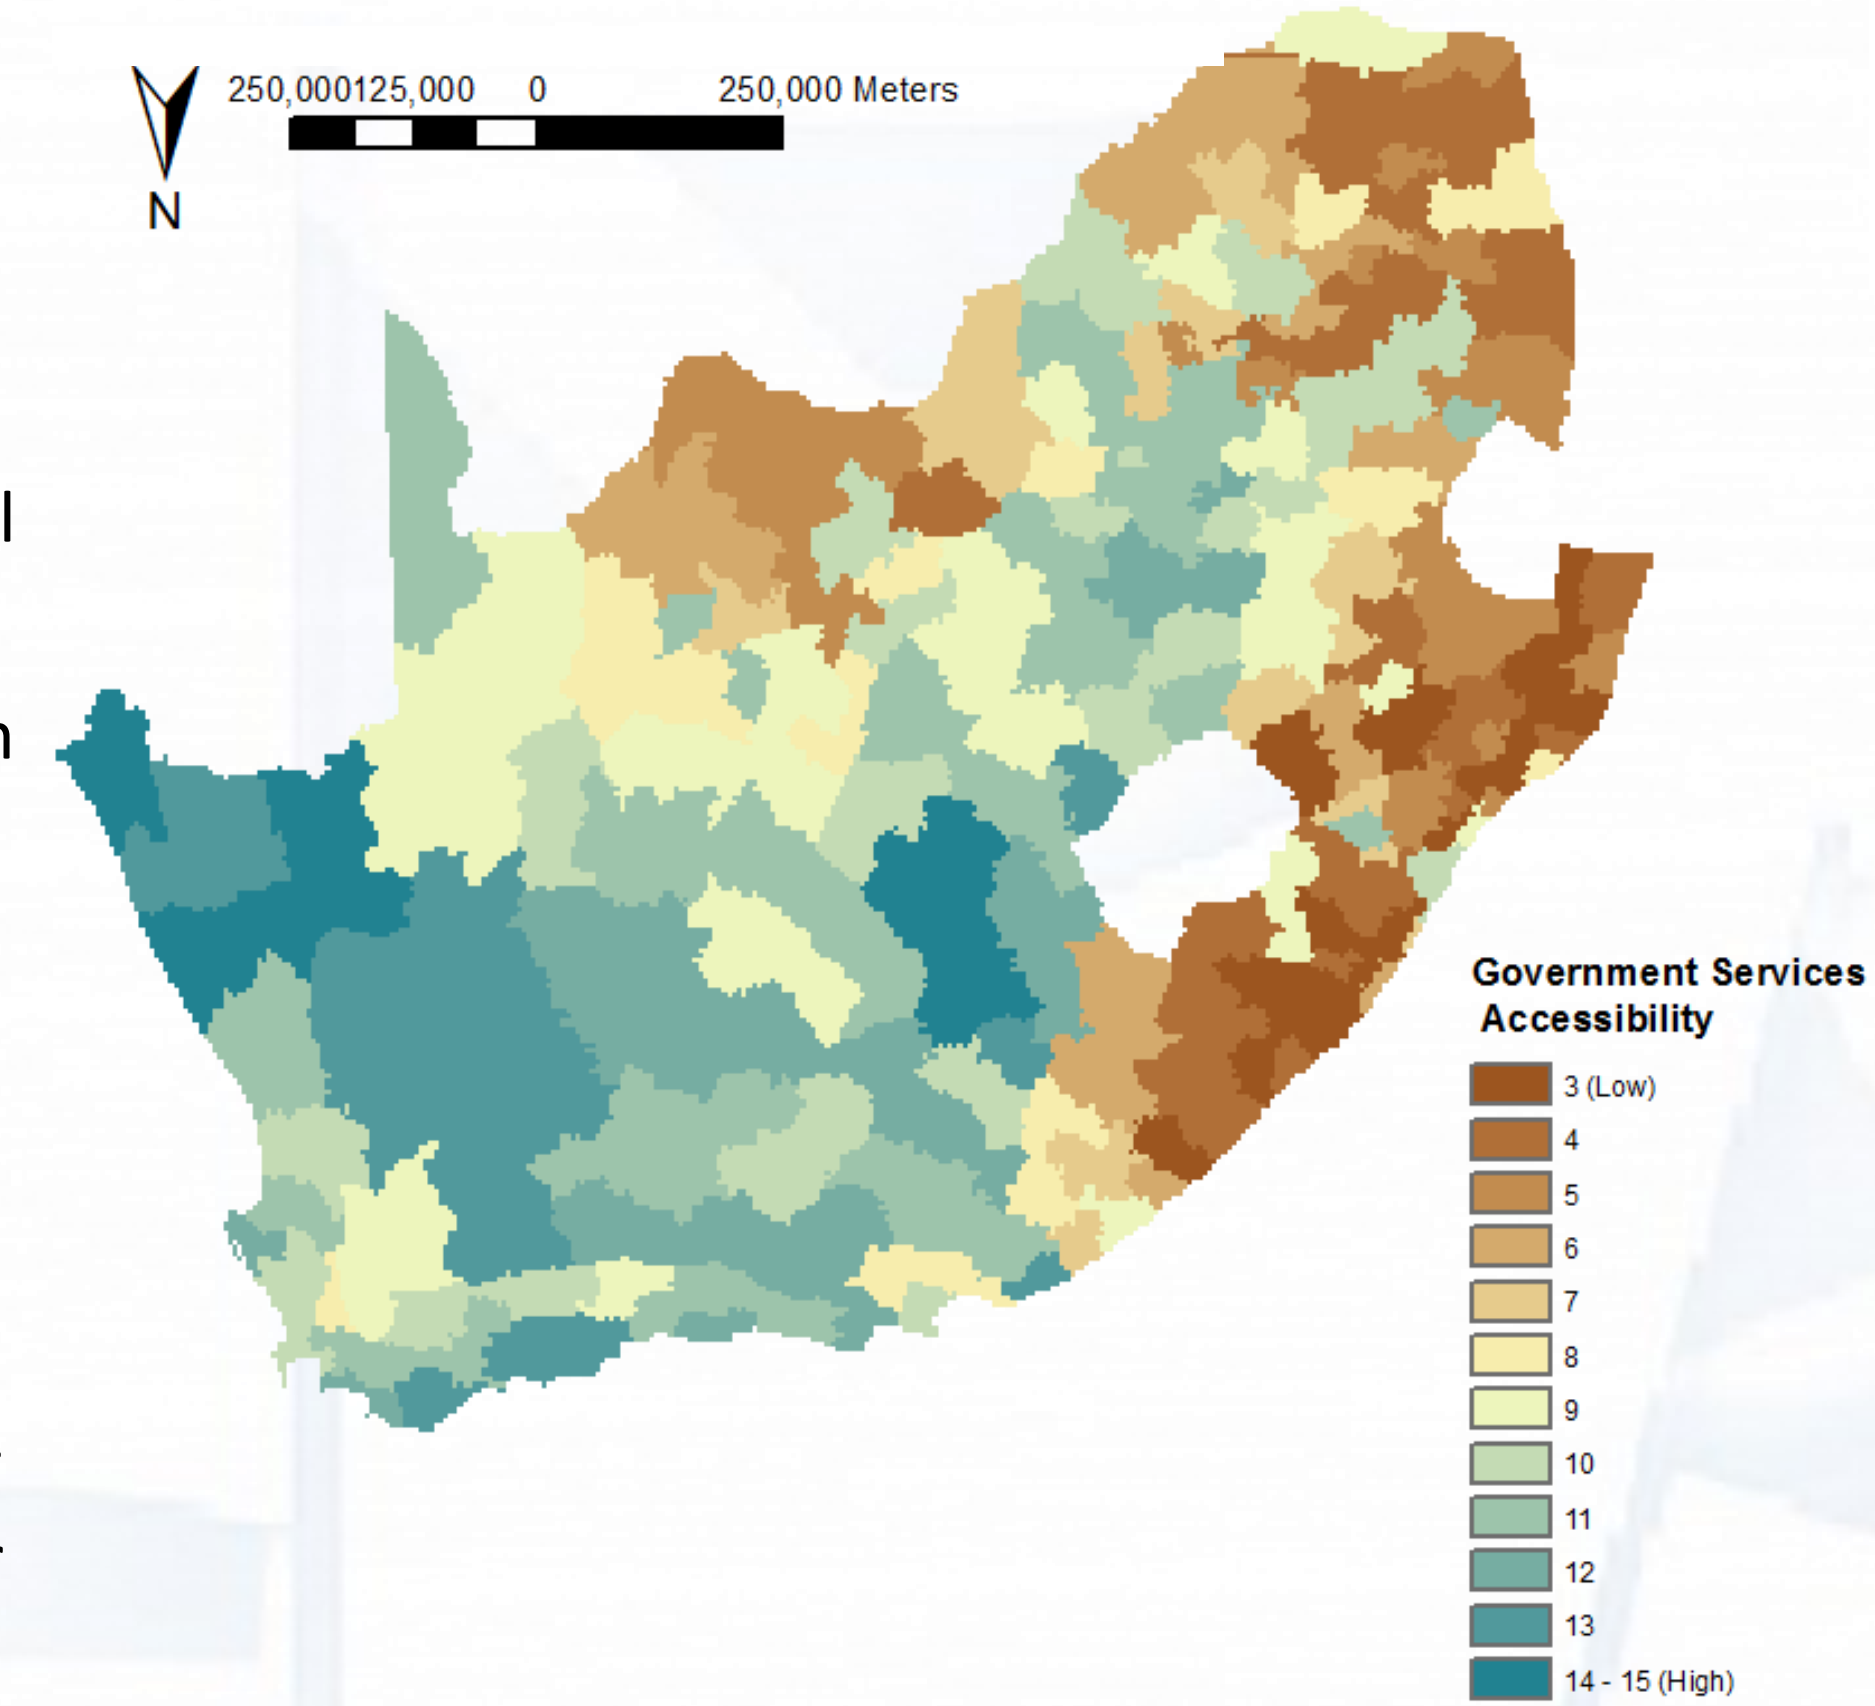 250,000125,000 0 250,000 Meters
N
l
n
Government Services
Accessibility
3 (Low)
4
5
6
7
8
9
10
11
12
13
14 - 15 (High)